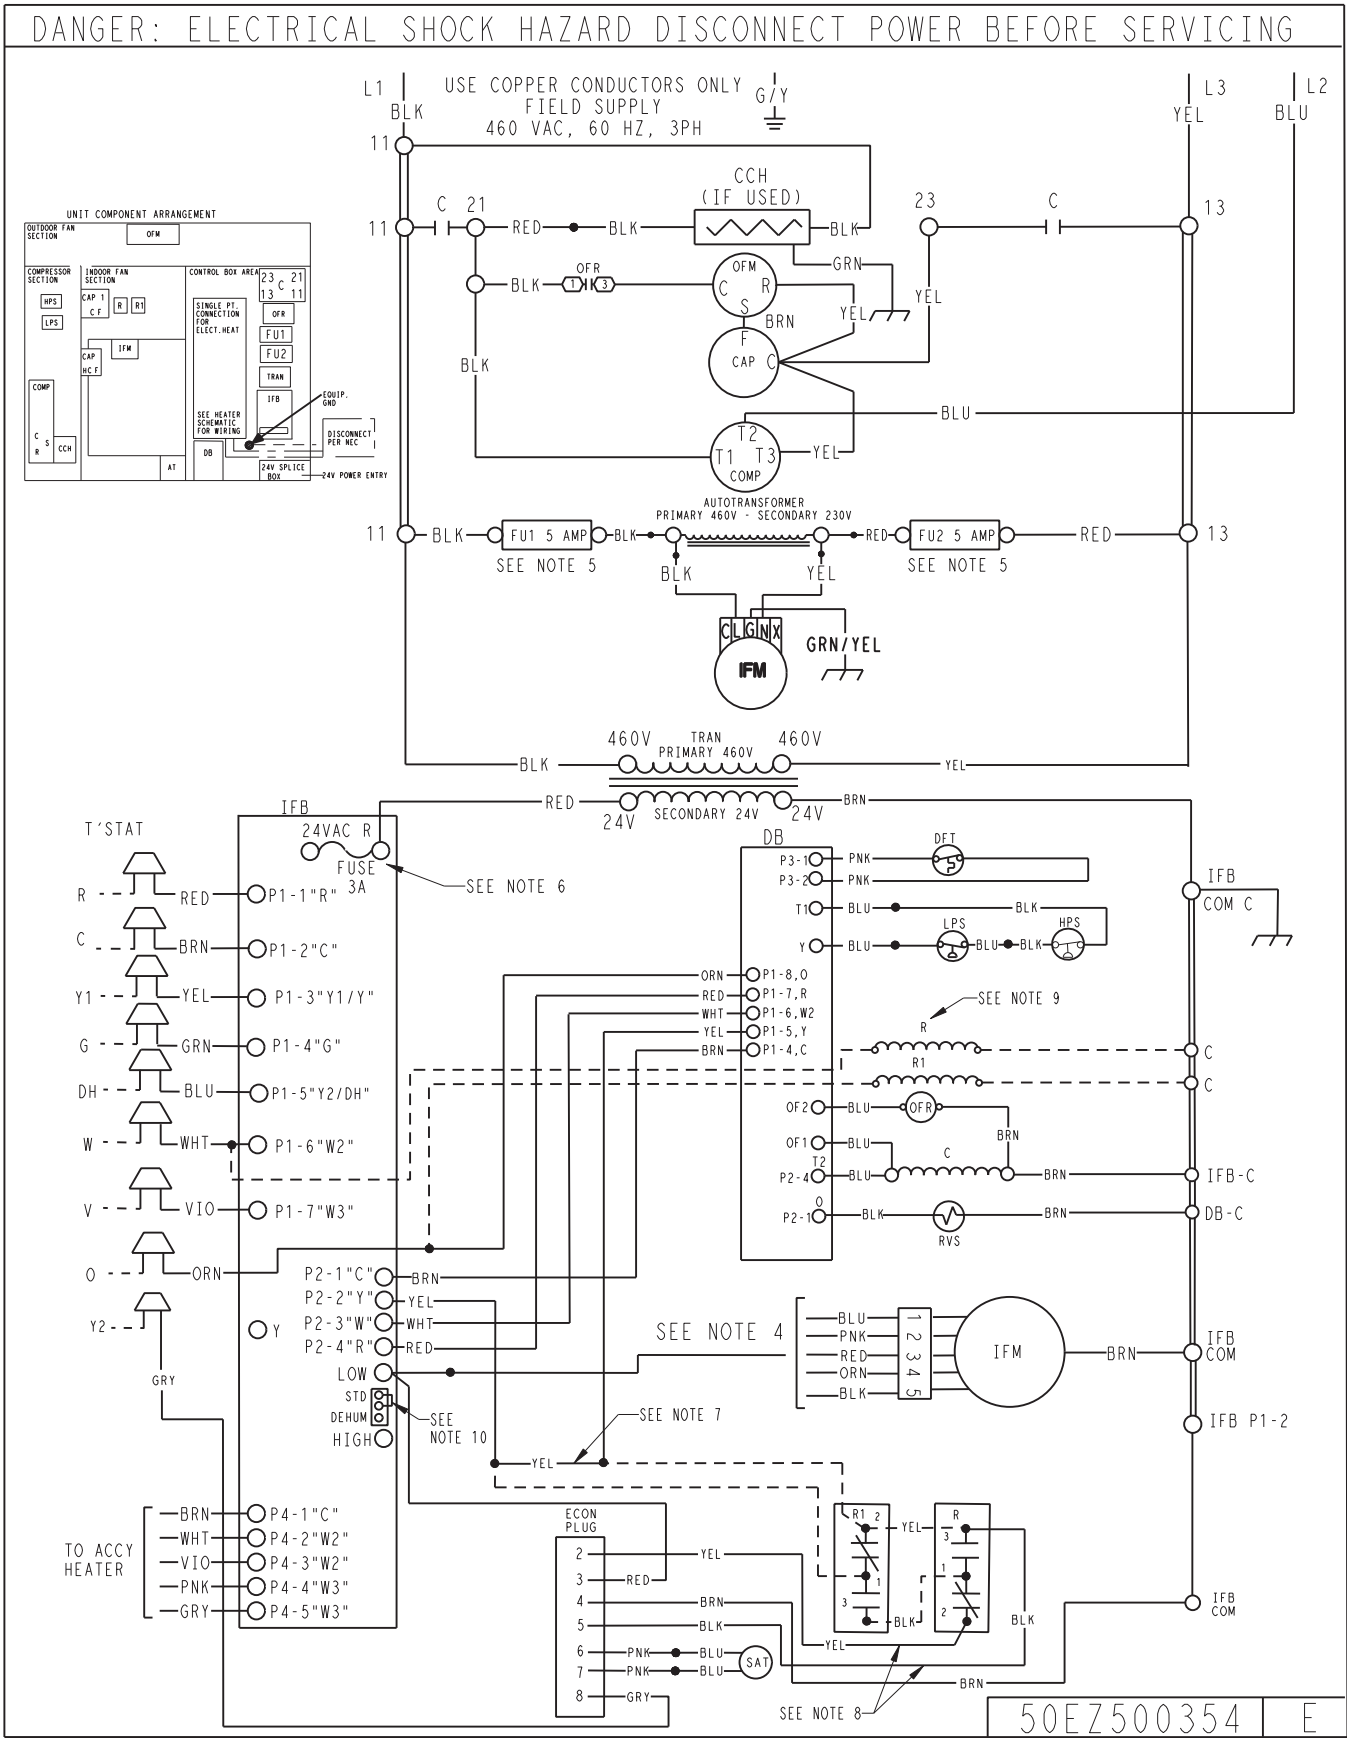 DANGER: ELECTRICAL SHOCK HAZARD DISCONNECT POWER BEFORE SERVICING
L1
BLK
USE COPPER CONDUCTORS ONLY
FIELD SUPPLY
460 VAC, 60 HZ, 3PH
G/Y
L3
YEL
L2
BLU
11
CCH
(IF USED)
11
C
21
RED
BLK
BLK
23
C
13
GRN
BLK
OFR
1
3
OFM
C
R
S
BRN
YEL
YEL
F
CAP
C
BLK
BLU
T2
T1
T3
COMP
YEL
UNIT COMPONENT ARRANGEMENT
OUTDOOR FAN
SECTION
OFM
COMPRESSOR
SECTION
INDOOR FAN
SECTION
CONTROL BOX AREA
23
21
C
13
11
HPS
LPS
CAP 1
C F
R
R1
SINGLE PT.
CONNECTION
FOR
ELECT.HEAT
OFR
FU1
FU2
IFM
CAP
H C F
TRAN
COMP
IFB
EQUIP.
GND
SEE HEATER
SCHEMATIC
FOR WIRING
DISCONNECT
PER NEC
C
S
R
CCH
DB
AT
24V SPLICE
BOX
24V POWER ENTRY
AUTOTRANSFORMER
PRIMARY 460V - SECONDARY 230V
11
BLK
FU1 5 AMP
BLK
RED
FU2 5 AMP
RED
13
SEE NOTE 5
SEE NOTE 5
BLK
YEL
C L G N X
IFM
GRN/YEL
460V
TRAN
PRIMARY 460V
460V
BLK
YEL
RED
24V
SECONDARY 24V
24V
BRN
T'STAT
IFB
24VAC R
FUSE
3A
SEE NOTE 6
R
RED
P1-1"R"
C
BRN
P1-2"C"
Y1
YEL
P1-3"Y1/Y"
G
GRN
P1-4"G"
DH
BLU
P1-5"Y2/DH"
W
WHT
P1-6"W2"
V
VIO
P1-7"W3"
O
ORN
Y2
GRY
Y
P2-1"C"
BRN
P2-2"Y"
YEL
P2-3"W"
WHT
P2-4"R"
RED
LOW
STD
DEHUM
SEE
NOTE 10
HIGH
DB
P3-1
PNK
DFT
P3-2
PNK
T1
BLU
BLK
Y
BLU
LPS
BLU
BLK
HPS
ORN
P1-8,O
RED
P1-7,R
WHT
P1-6,W2
YEL
P1-5,Y
BRN
P1-4,C
SEE NOTE 9
R
C
R1
C
OF2
BLU
OFR
BRN
OF1
BLU
T2
P2-4
BLU
C
BRN
O
P2-1
BLK
RVS
BRN
IFB
COM C
IFB-C
DB-C
SEE NOTE 4
BLU
1
PNK
2
RED
3
ORN
4
BLK
5
IFM
BRN
IFB
COM
IFB P1-2
SEE NOTE 7
YEL
TO ACCY
HEATER
BRN
P4-1"C"
WHT
P4-2"W2"
VIO
P4-3"W2"
PNK
P4-4"W3"
GRY
P4-5"W3"
ECON
PLUG
2
YEL
3
RED
4
BRN
5
BLK
6
PNK
BLU
7
PNK
BLU
SAT
8
GRY
R1
2
YEL
R
3
1
1
3
BLK
2
YEL
BLK
BRN
IFB
COM
SEE NOTE 8
50EZ500354
E